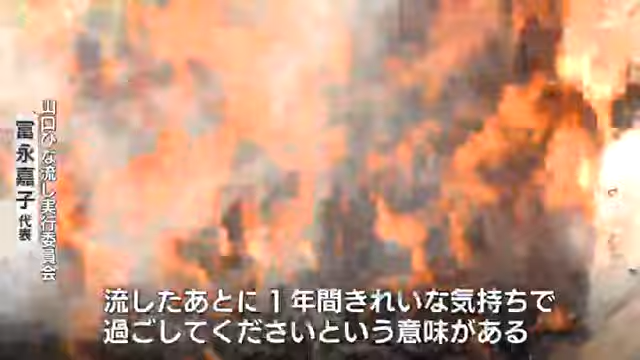 山口ひな流し実行委員会
冨永嘉子 代表
流したあとに１年間きれいな気持ちで
過ごしてくださいという意味がある